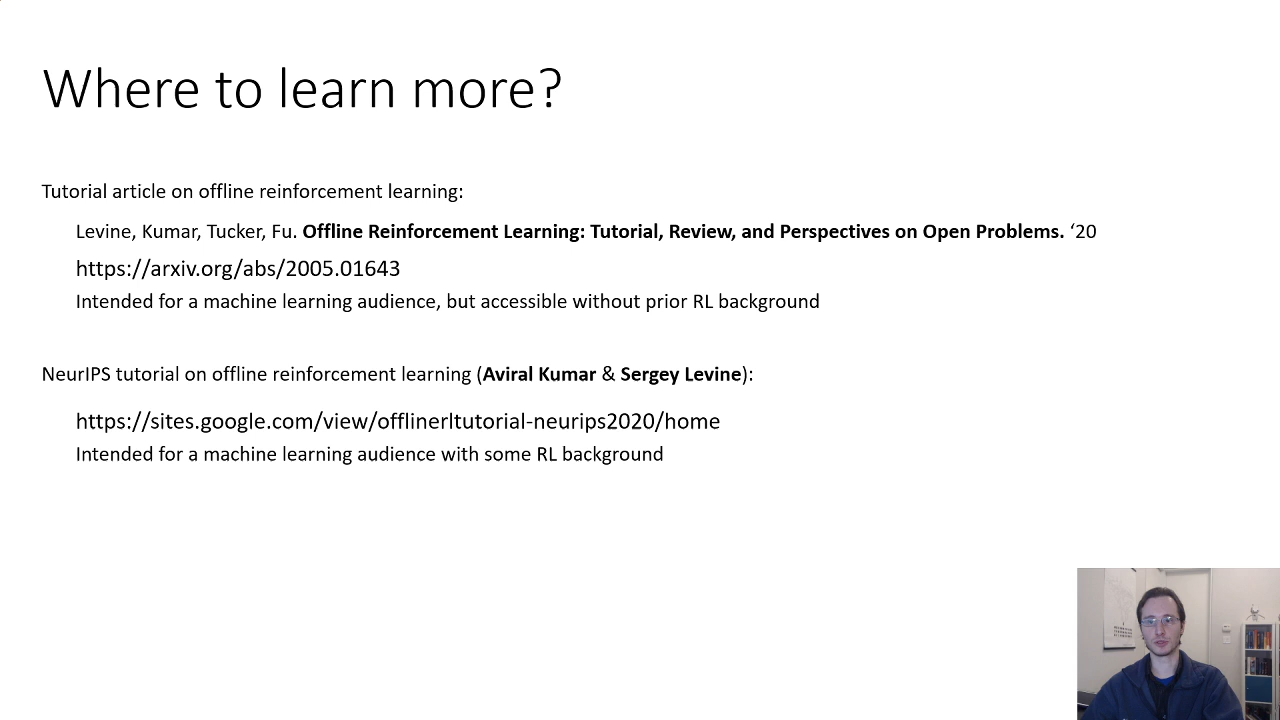 Where to learn more?
Tutorial article on offline reinforcement learning:
Levine, Kumar, Tucker, Fu. Offline Reinforcement Learning: Tutorial, Review, and Perspectives on Open Problems. ‘20
https://arxiv.org/abs/2005.01643
Intended for a machine learning audience, but accessible without prior RL background
NeurIPS tutorial on offline reinforcement learning (Aviral Kumar & Sergey Levine):
https://sites.google.com/view/offlinerltutorial-neurips2020/home
Intended for a machine learning audience with some RL background